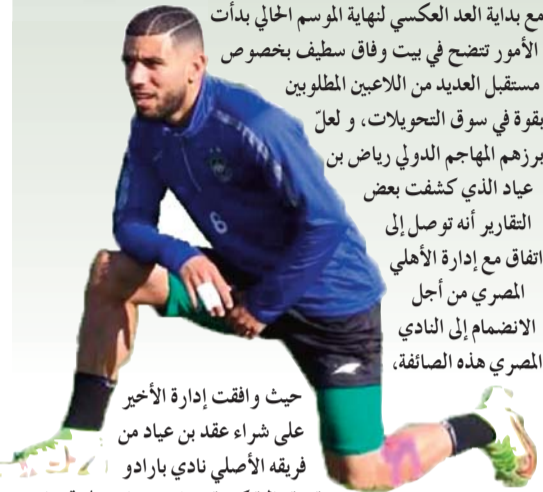 مع بداية العد العكسي لنهاية الموسم الحالي بدأت
الأمور تتضح في بيت وفاق سطيف بخصوص
مستقبل العديد من اللاعبين المطلوبين
بقوة في سوق التحويلات، و لعلّ
برزهم المهاجم الدولي رياض بن
عياد الذي كشفت بعض
التقارير أنه توصل إلى
اتفاق مع إدارة الأهلي
المصري من أجل
الانضمام إلى النادي
المصري هذه الصائفة،
حيث وافقت إدارة الأخير
على شراء عقد بن عياد من
فريقه الأصلي نادي بارادو
6